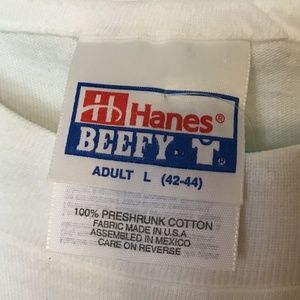 Hanes®
BEEFY ®
ADULT L (42-44)
100% PRESHRUNK COTTON
FABRIC MADE IN U.S.A
ASSEMBLED IN MEXICO
CARE ON REVERSE